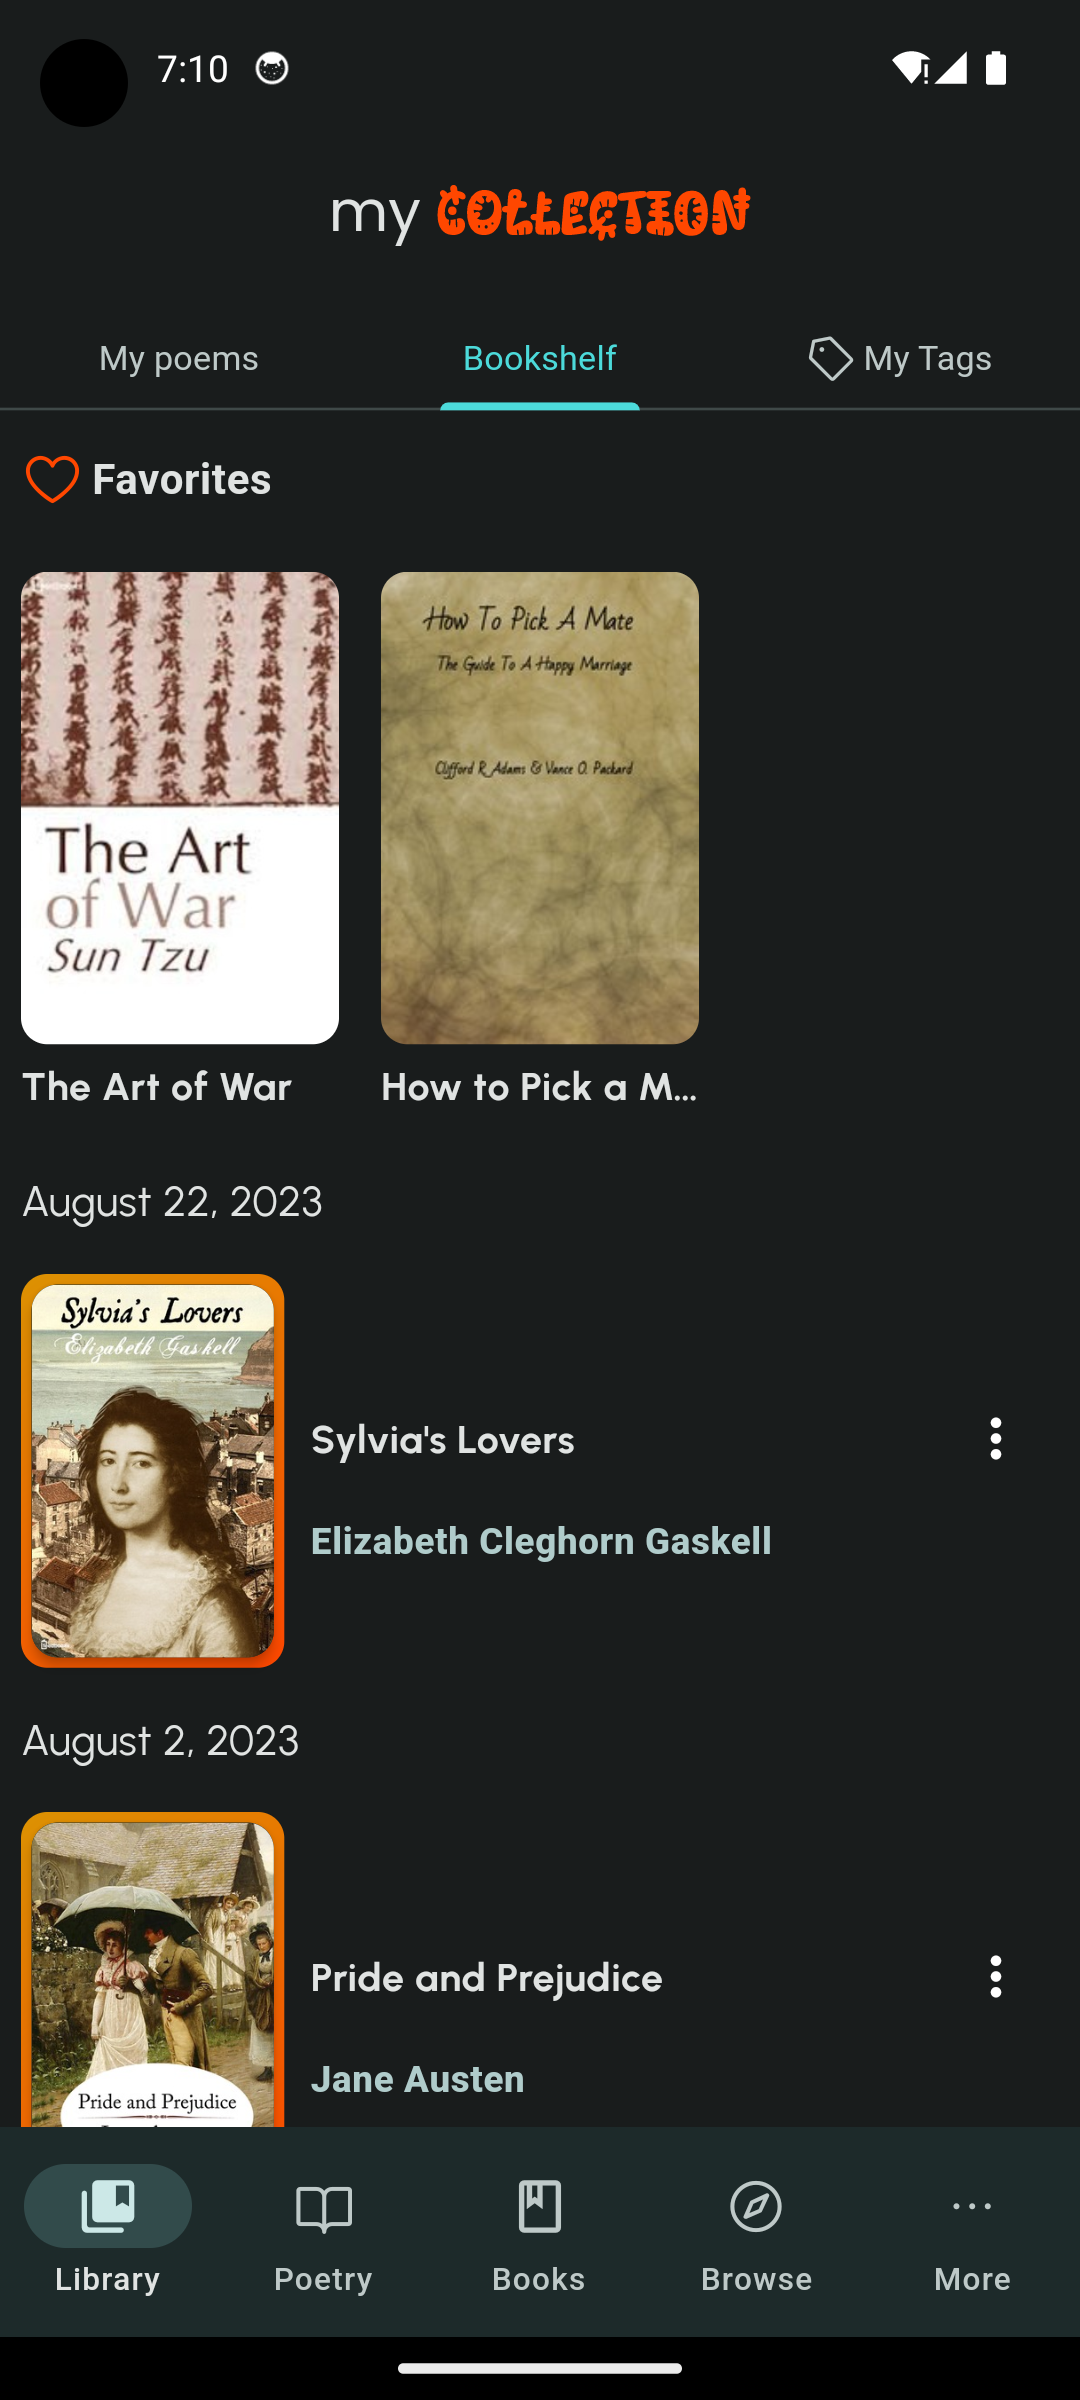 7:10
my COLLECTION
My poems
Bookshelf
My Tags
Favorites
How To Pick A Mate
The Guide To A Happy Marriage
Clifford R. Adams & Vance O. Packard
The Art
of War
Sun Tzu
The Art of War
How to Pick a M...
August 22, 2023
Sylvia's Lovers
Elizabeth Gaskell
Sylvia's Lovers
Elizabeth Cleghorn Gaskell
August 2, 2023
Pride and Prejudice
Jane Austen
Pride and Prejudice
Library
Poetry
Books
Browse
More